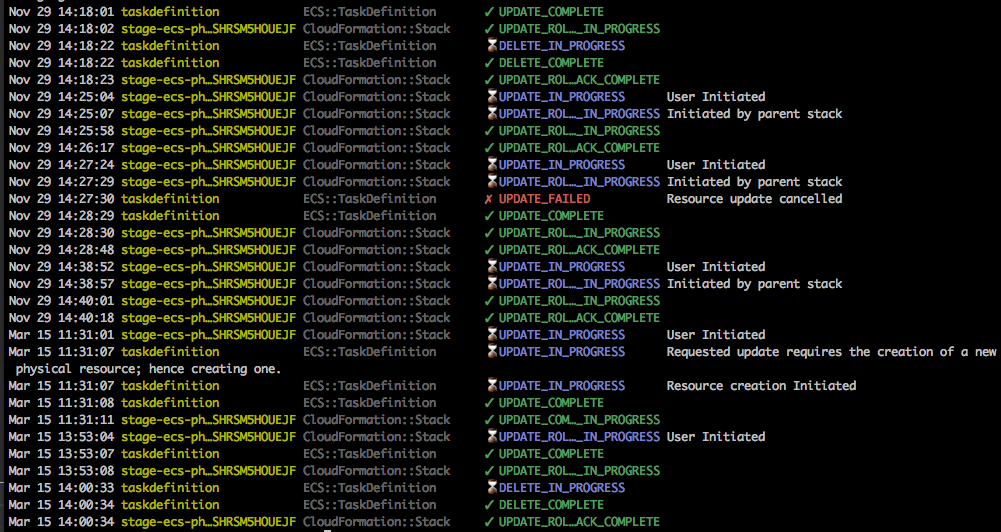 Nov 29 14:18:01 taskdefinition ECS::TaskDefinition ✓ UPDATE_COMPLETE
Nov 29 14:18:02 stage-ecs-ph…SHRSM5HOUEJF CloudFormation::Stack ✓ UPDATE_ROL…_IN_PROGRESS
Nov 29 14:18:22 taskdefinition ECS::TaskDefinition ⌛DELETE_IN_PROGRESS
Nov 29 14:18:22 taskdefinition ECS::TaskDefinition ✓ DELETE_COMPLETE
Nov 29 14:18:23 stage-ecs-ph…SHRSM5HOUEJF CloudFormation::Stack ✓ UPDATE_ROL…ACK_COMPLETE
Nov 29 14:25:04 stage-ecs-ph…SHRSM5HOUEJF CloudFormation::Stack ⌛UPDATE_IN_PROGRESS User Initiated
Nov 29 14:25:07 stage-ecs-ph…SHRSM5HOUEJF CloudFormation::Stack ⌛UPDATE_ROL…_IN_PROGRESS Initiated by parent stack
Nov 29 14:25:58 stage-ecs-ph…SHRSM5HOUEJF CloudFormation::Stack ✓ UPDATE_ROL…_IN_PROGRESS
Nov 29 14:26:17 stage-ecs-ph…SHRSM5HOUEJF CloudFormation::Stack ✓ UPDATE_ROL…ACK_COMPLETE
Nov 29 14:27:24 stage-ecs-ph…SHRSM5HOUEJF CloudFormation::Stack ⌛UPDATE_IN_PROGRESS User Initiated
Nov 29 14:27:29 stage-ecs-ph…SHRSM5HOUEJF CloudFormation::Stack ⌛UPDATE_ROL…_IN_PROGRESS Initiated by parent stack
Nov 29 14:27:30 taskdefinition ECS::TaskDefinition ✗ UPDATE_FAILED Resource update cancelled
Nov 29 14:28:29 taskdefinition ECS::TaskDefinition ✓ UPDATE_COMPLETE
Nov 29 14:28:30 stage-ecs-ph…SHRSM5HOUEJF CloudFormation::Stack ✓ UPDATE_ROL…_IN_PROGRESS
Nov 29 14:28:48 stage-ecs-ph…SHRSM5HOUEJF CloudFormation::Stack ✓ UPDATE_ROL…ACK_COMPLETE
Nov 29 14:38:52 stage-ecs-ph…SHRSM5HOUEJF CloudFormation::Stack ⌛UPDATE_IN_PROGRESS User Initiated
Nov 29 14:38:57 stage-ecs-ph…SHRSM5HOUEJF CloudFormation::Stack ⌛UPDATE_ROL…_IN_PROGRESS Initiated by parent stack
Nov 29 14:40:01 stage-ecs-ph…SHRSM5HOUEJF CloudFormation::Stack ✓ UPDATE_ROL…_IN_PROGRESS
Nov 29 14:40:18 stage-ecs-ph…SHRSM5HOUEJF CloudFormation::Stack ✓ UPDATE_ROL…ACK_COMPLETE
Mar 15 11:31:01 stage-ecs-ph…SHRSM5HOUEJF CloudFormation::Stack ⌛UPDATE_IN_PROGRESS User Initiated
Mar 15 11:31:07 taskdefinition ECS::TaskDefinition ⌛UPDATE_IN_PROGRESS Requested update requires the creation of a new
physical resource; hence creating one.
Mar 15 11:31:07 taskdefinition ECS::TaskDefinition ⌛UPDATE_IN_PROGRESS Resource creation Initiated
Mar 15 11:31:08 taskdefinition ECS::TaskDefinition ✓ UPDATE_COMPLETE
Mar 15 11:31:11 stage-ecs-ph…SHRSM5HOUEJF CloudFormation::Stack ✓ UPDATE_COM…_IN_PROGRESS
Mar 15 13:53:04 stage-ecs-ph…SHRSM5HOUEJF CloudFormation::Stack ⌛UPDATE_ROL…_IN_PROGRESS User Initiated
Mar 15 13:53:07 taskdefinition ECS::TaskDefinition ✓ UPDATE_COMPLETE
Mar 15 13:53:08 stage-ecs-ph…SHRSM5HOUEJF CloudFormation::Stack ✓ UPDATE_ROL…_IN_PROGRESS
Mar 15 14:00:33 taskdefinition ECS::TaskDefinition ⌛DELETE_IN_PROGRESS
Mar 15 14:00:34 taskdefinition ECS::TaskDefinition ✓ DELETE_COMPLETE
Mar 15 14:00:34 stage-ecs-ph…SHRSM5HOUEJF CloudFormation::Stack ✓ UPDATE_ROL…ACK_COMPLETE